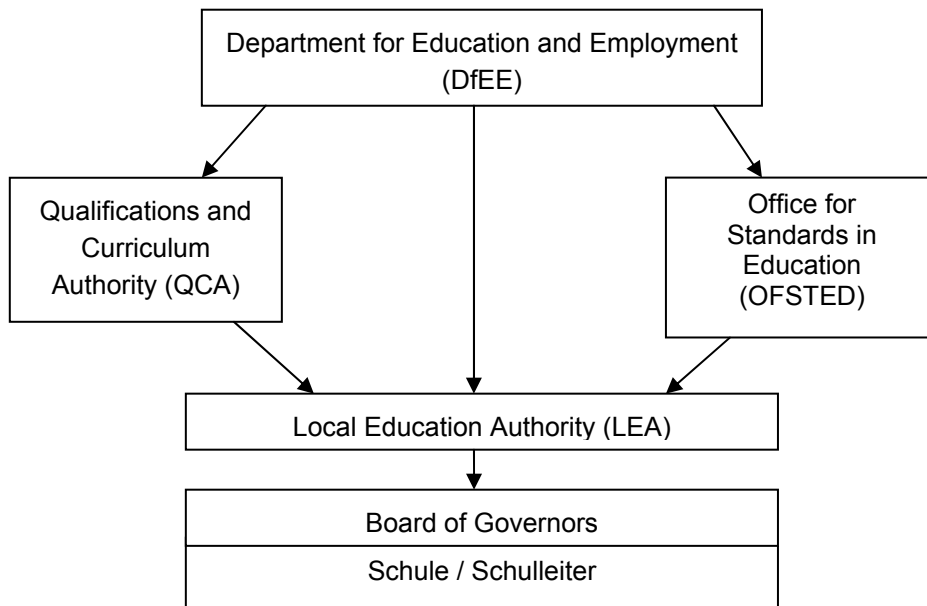 Department for Education and Employment
(DfEE)
Qualifications and
Curriculum
Authority (QCA)
Office for
Standards in
Education
(OFSTED)
Local Education Authority (LEA)
Board of Governors
Schule / Schulleiter